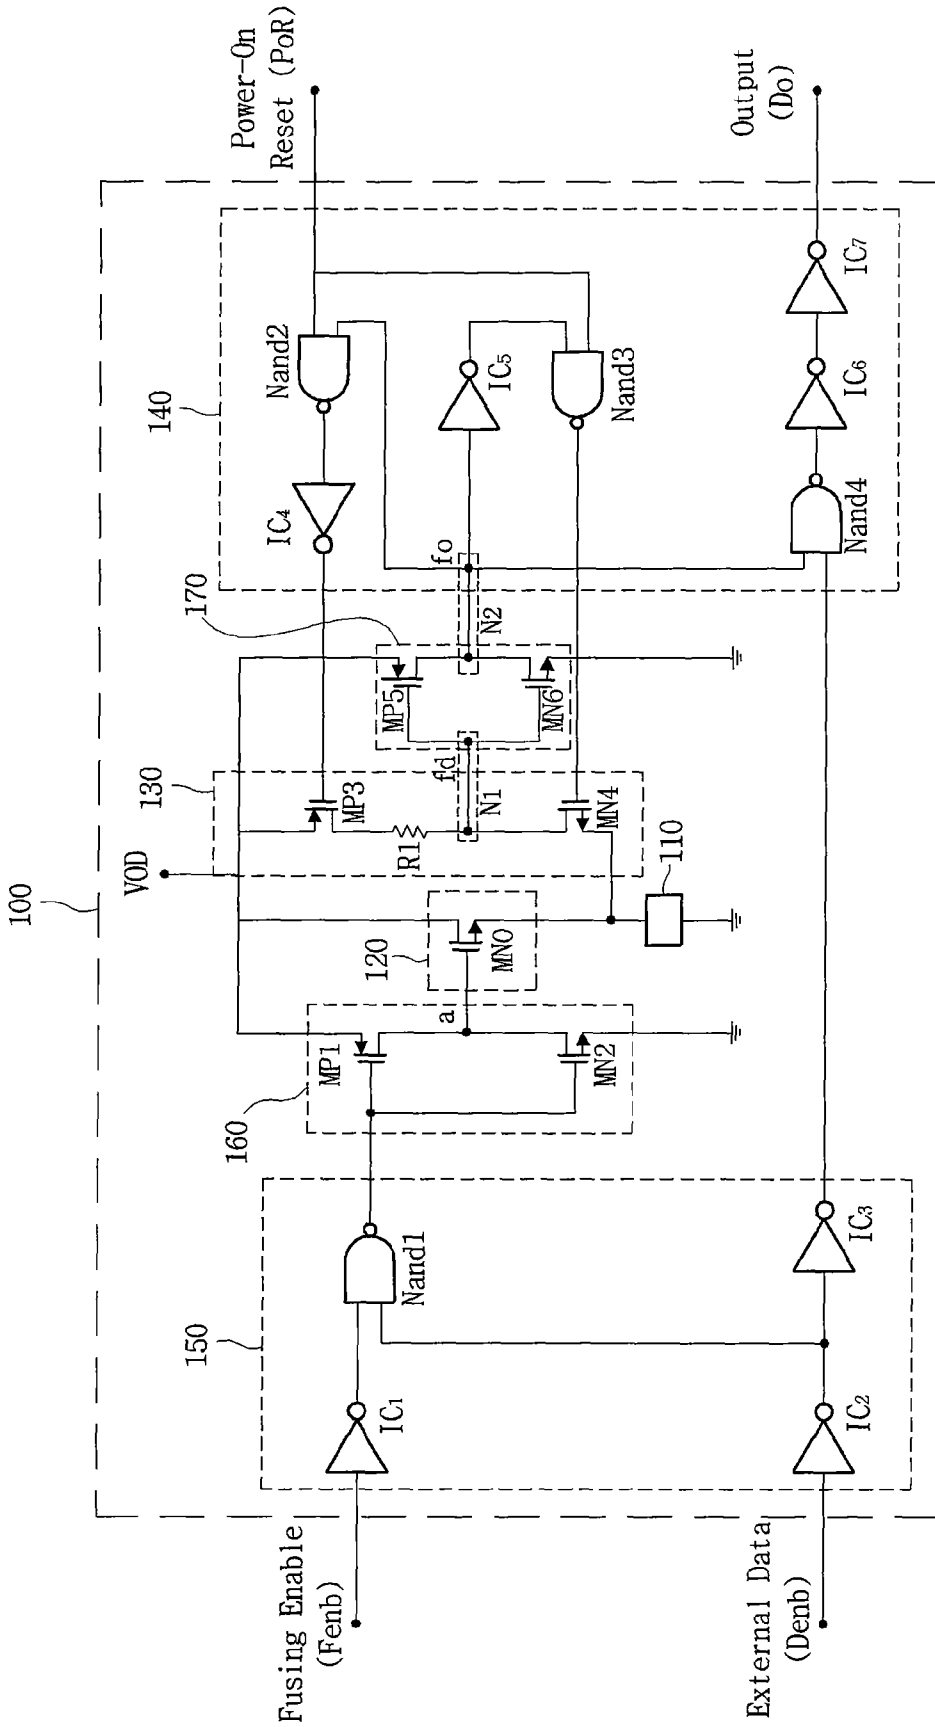 100
VOD
130
170
140
Power-On
Reset (PoR)
Nand2
IC4
MP3
R1
fd
N1
MN4
110
MP5
MN6
fo
N2
IC5
Nand3
120
a
MN0
160
MP1
MN2
150
Nand1
IC1
IC2
IC3
Nand4
IC6
IC7
Output
(Do)
Fusing Enable
(Fenb)
External Data
(Denb)